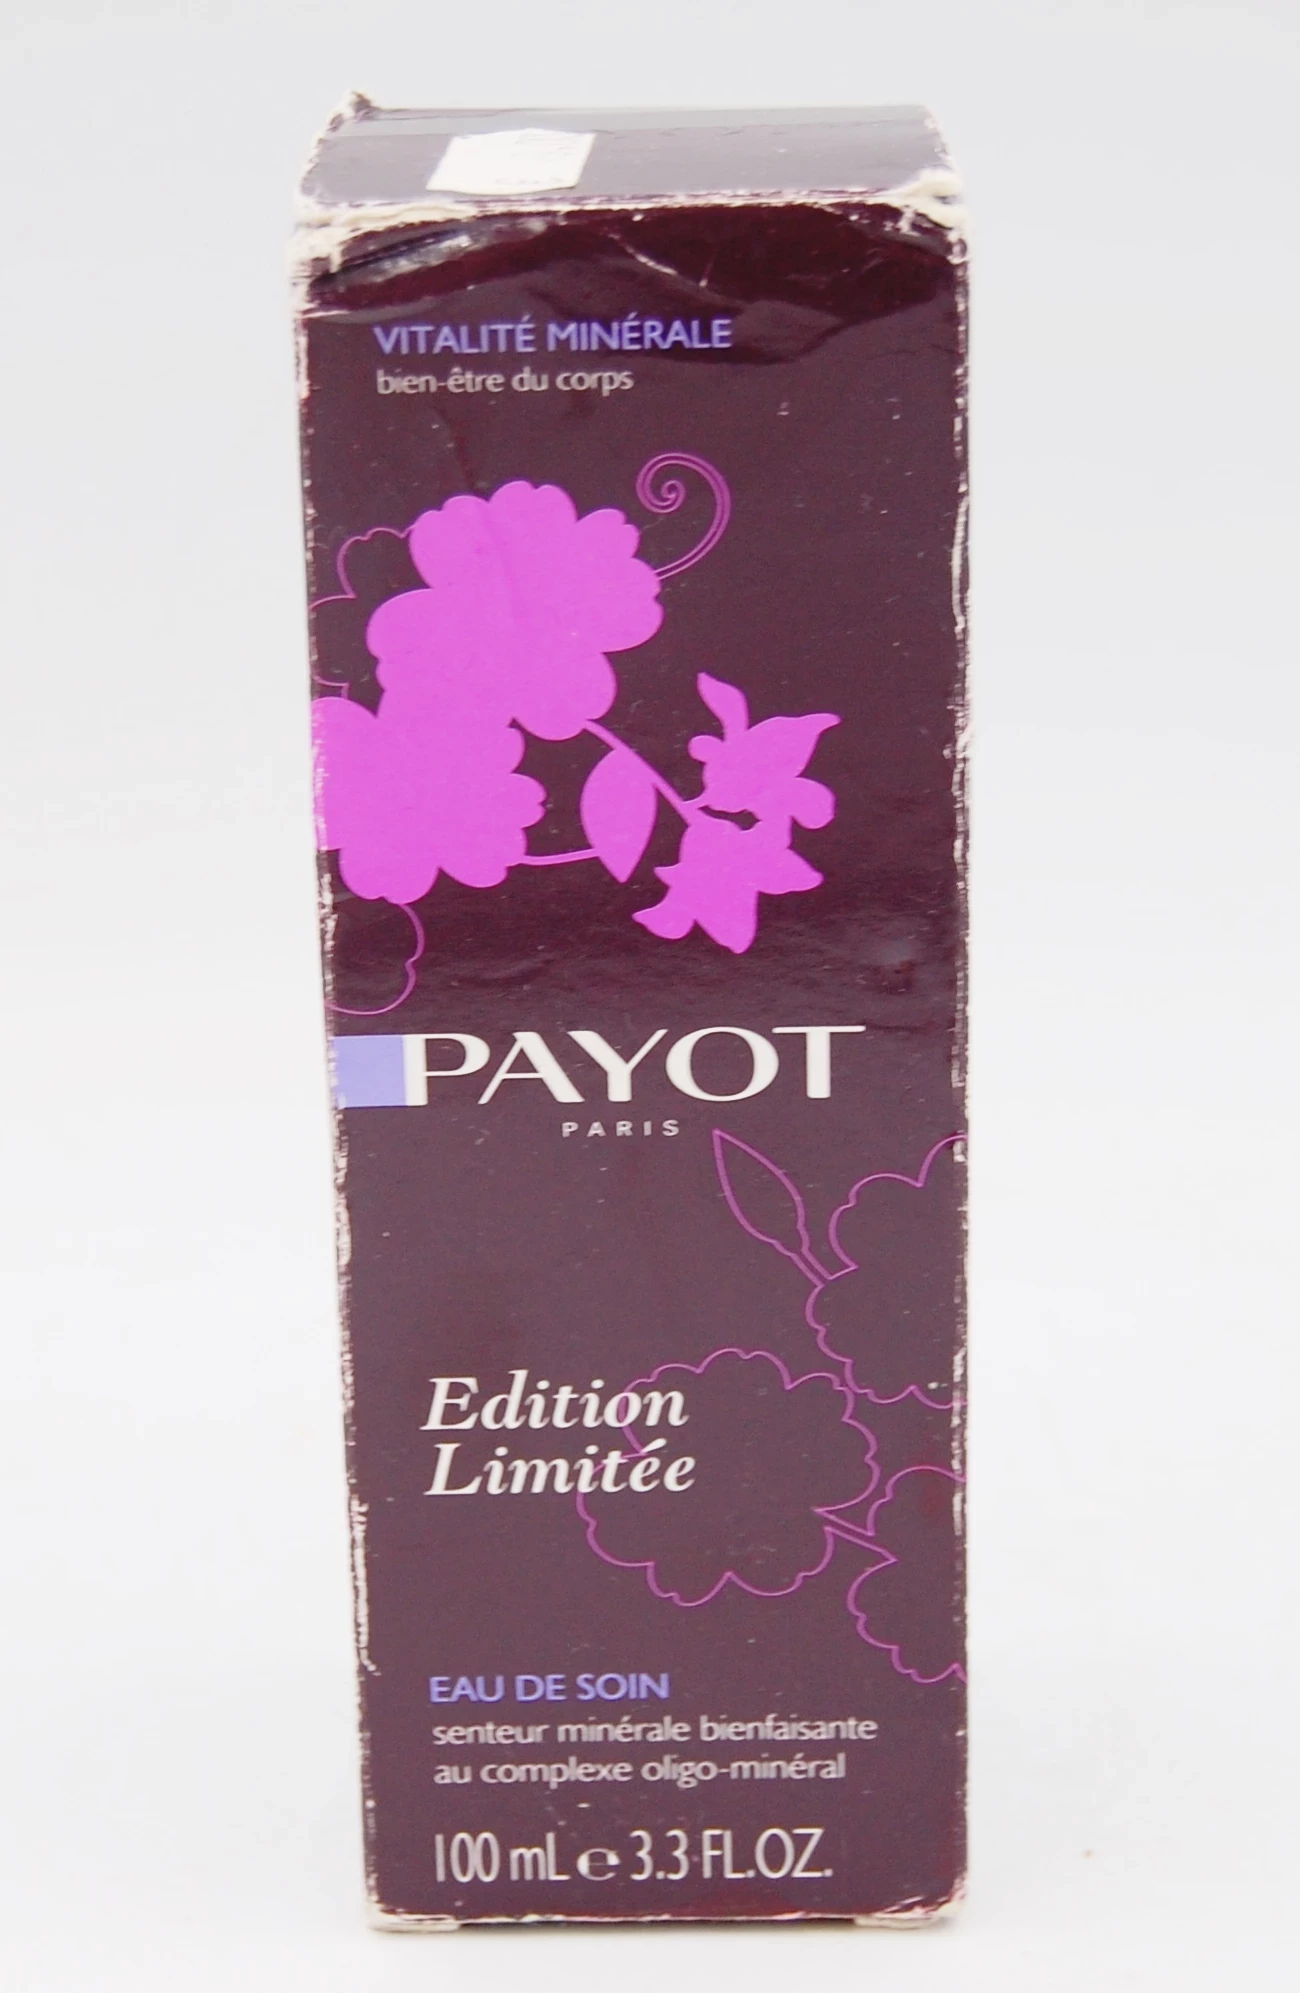 VITALITÉ MINÉRALE
bien-être du corps
PAYOT
PARIS
Edition
Limitée
EAU DE SOIN
senteur minérale bienfaisante
au complexe oligo-minéral
100 mL ℮ 3.3 FL.OZ.